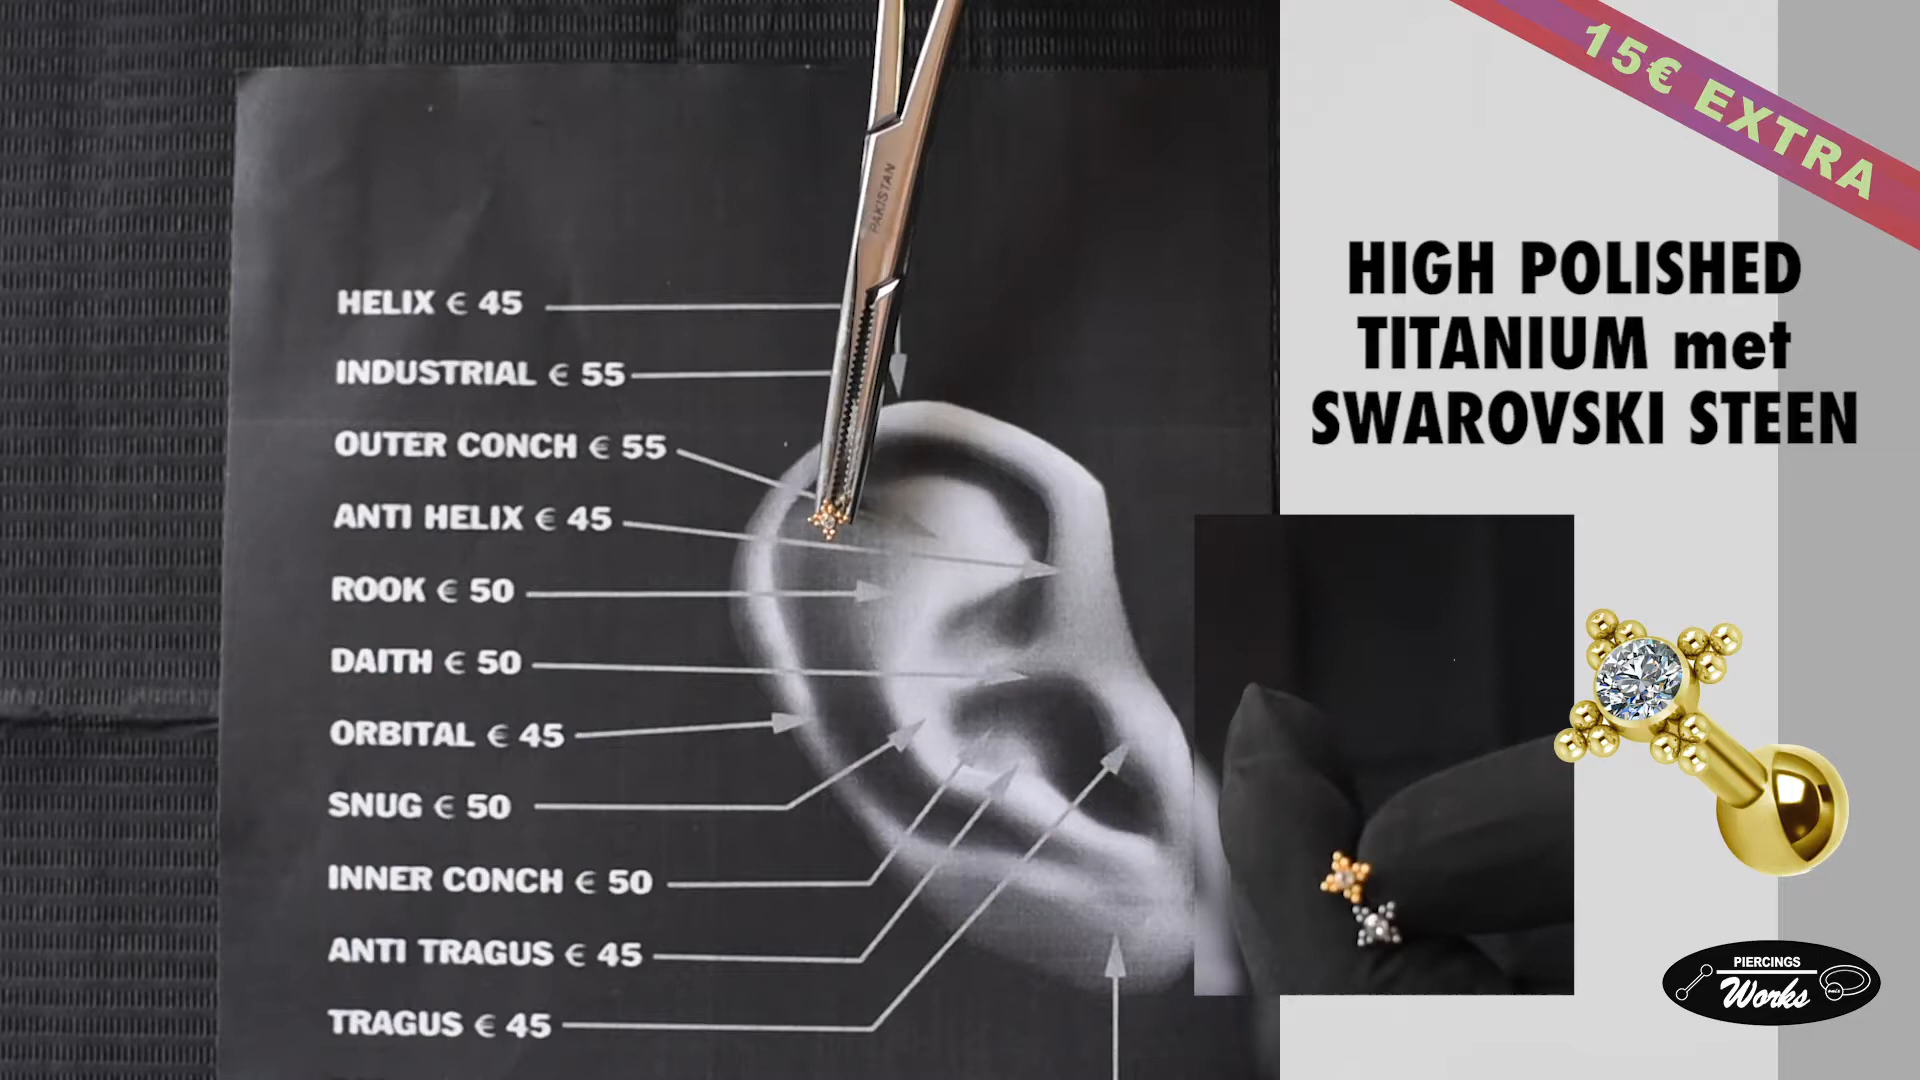 15€ EXTRA
PAKISTAN
HIGH POLISHED
TITANIUM met
SWAROVSKI STEEN
HELIX € 45
INDUSTRIAL € 55
OUTER CONCH € 55
ANTI HELIX € 45
ROOK € 50
DAITH € 50
ORBITAL € 45
SNUG € 50
INNER CONCH € 50
ANTI TRAGUS € 45
TRAGUS € 45
PIERCINGS
Works